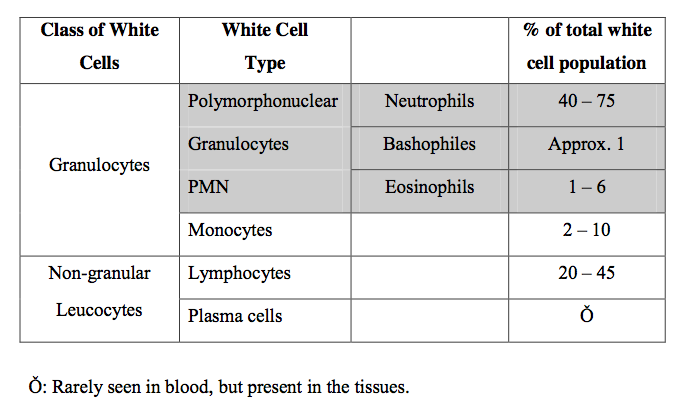 Class of White White Cell % of total white
Cells Type cell population
Polymorphonuclear Neutrophils 40 – 75
Granulocytes Bashophiles Approx. 1
Granulocytes
PMN Eosinophils 1 – 6
Monocytes 2 – 10
Non-granular Lymphocytes 20 – 45
Leucocytes
Plasma cells Ǒ
Ǒ: Rarely seen in blood, but present in the tissues.